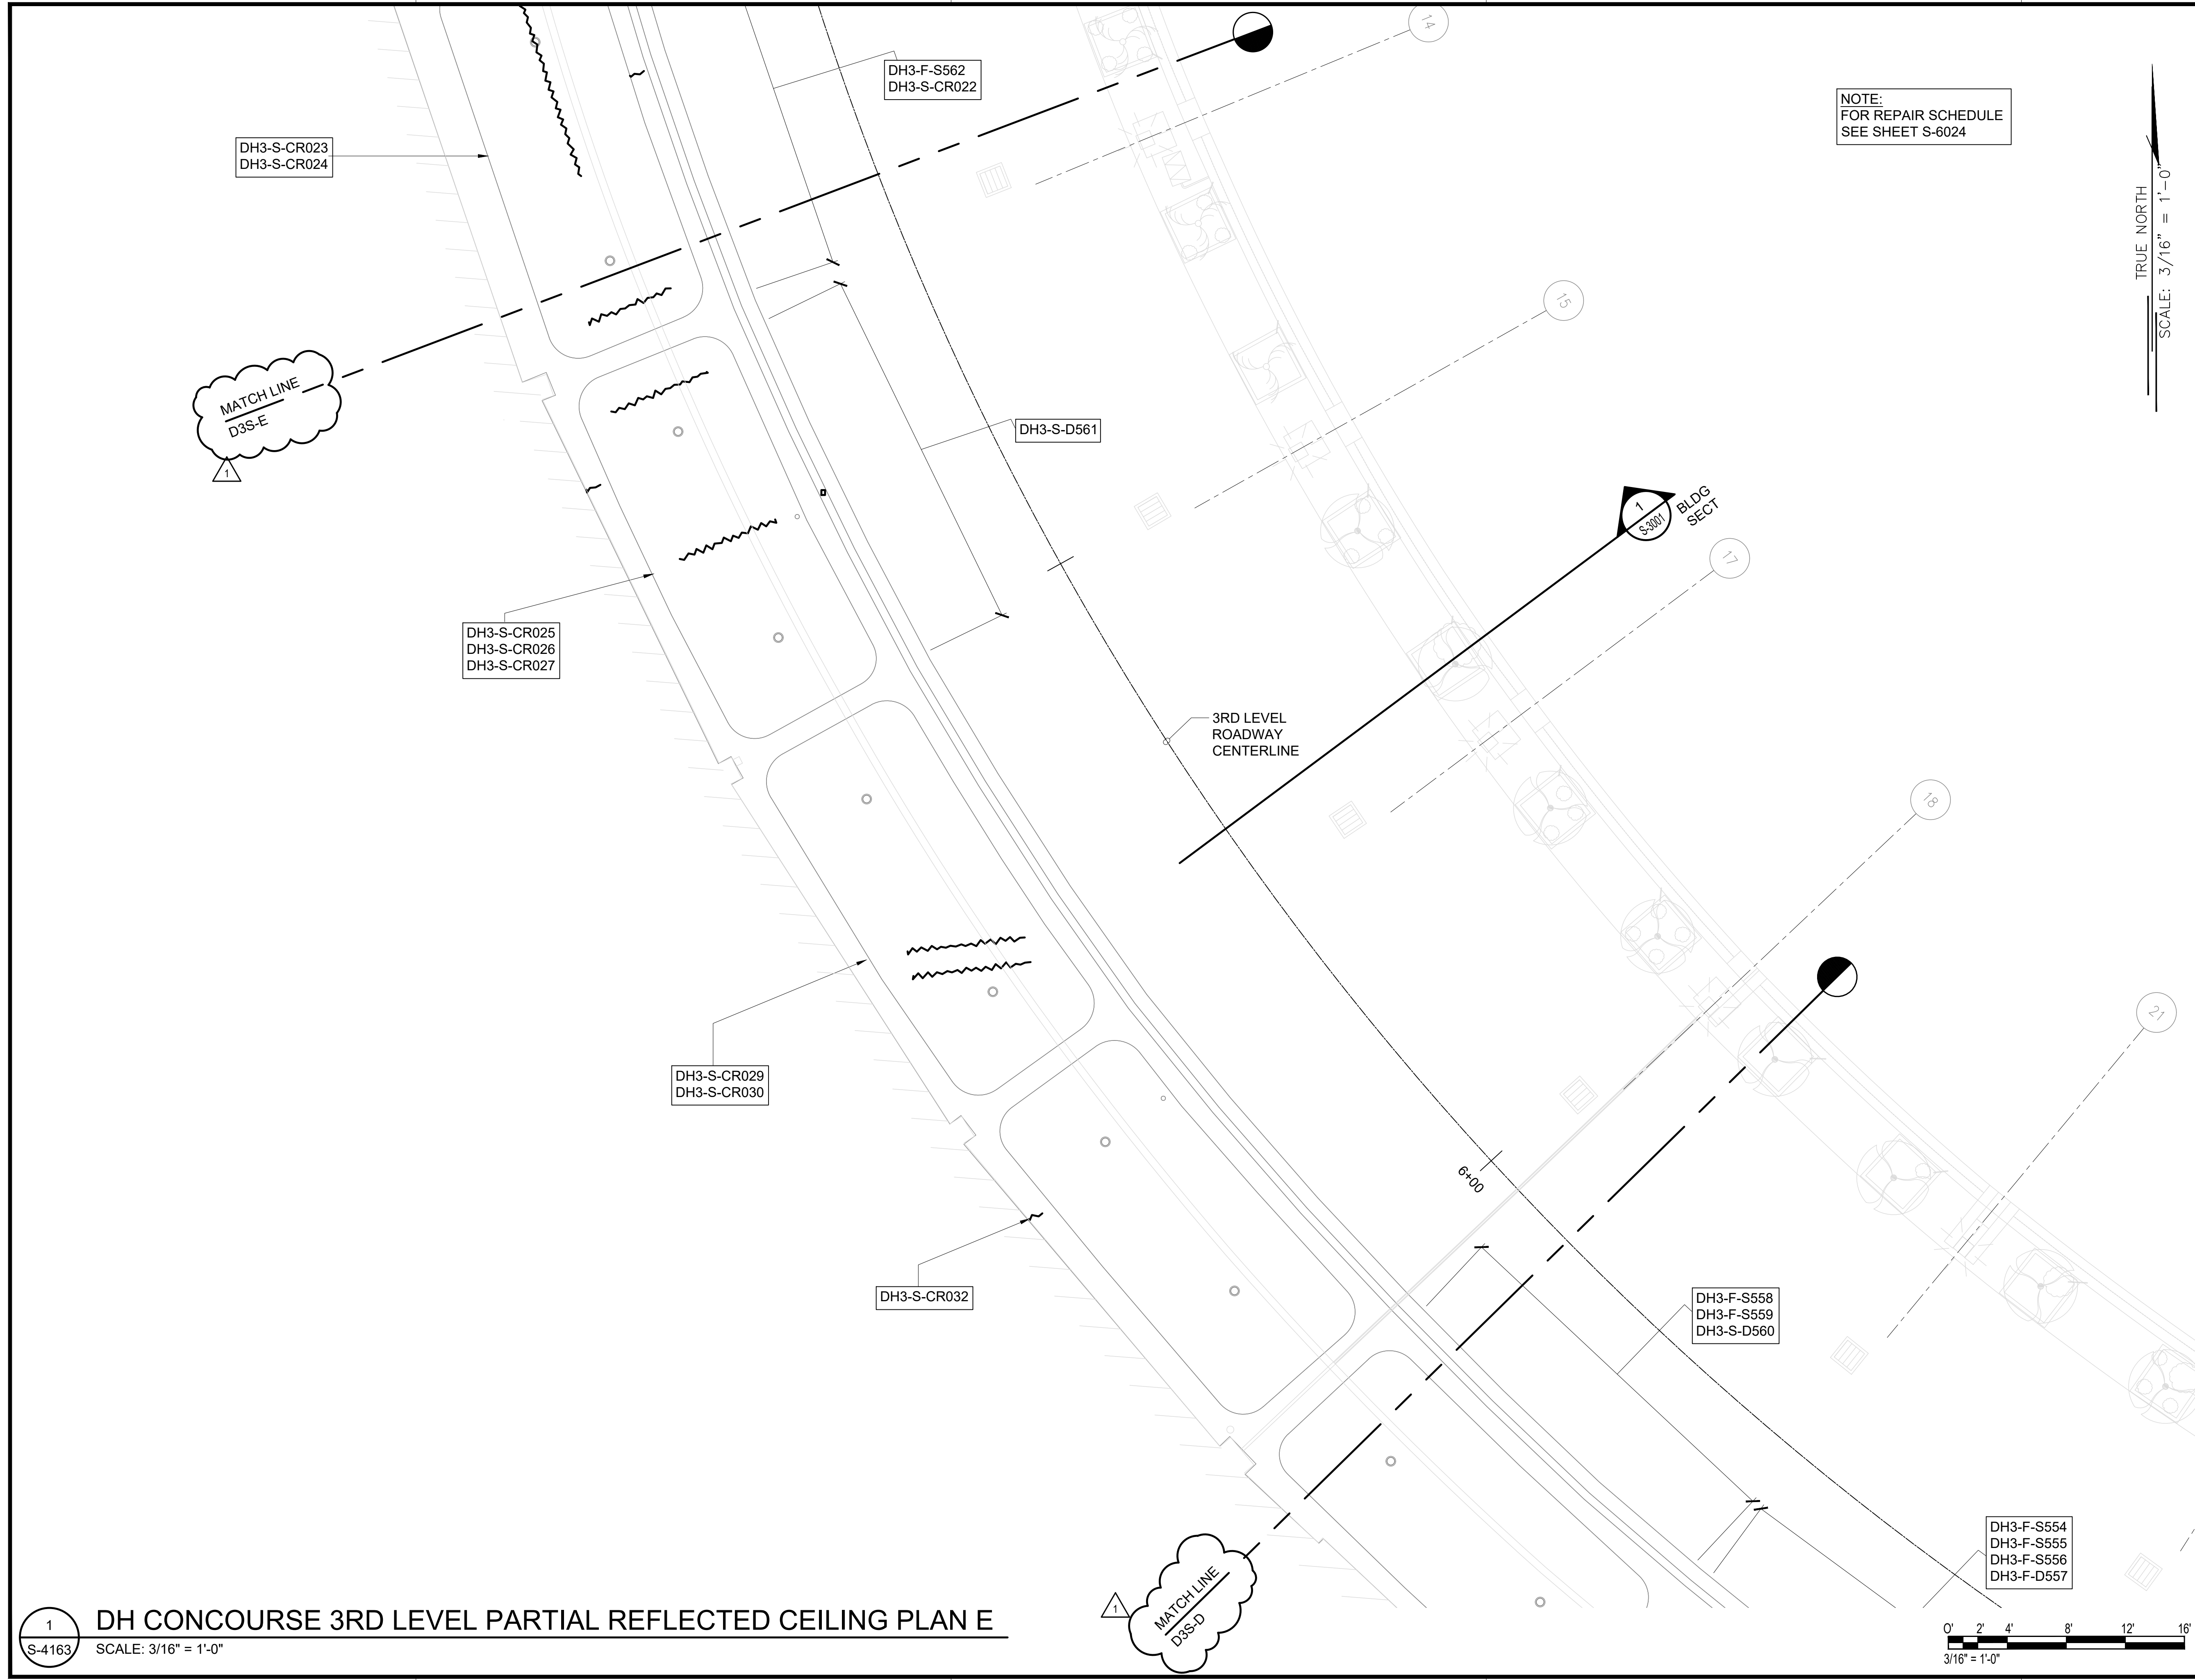 14
DH3-F-S562
DH3-S-CR022
NOTE:
FOR REPAIR SCHEDULE
SEE SHEET S-6024
DH3-S-CR023
DH3-S-CR024
TRUE NORTH
SCALE: 3/16" = 1'-0"
15
MATCH LINE
D3S-E
1
DH3-S-D561
1
S-3001
BLDG
SECT
17
DH3-S-CR025
DH3-S-CR026
DH3-S-CR027
3RD LEVEL
ROADWAY
CENTERLINE
18
21
DH3-S-CR029
DH3-S-CR030
6+00
DH3-S-CR032
DH3-F-S558
DH3-F-S559
DH3-S-D560
DH3-F-S554
DH3-F-S555
DH3-F-S556
DH3-F-D557
1
MATCH LINE
D3S-D
1
S-4163
DH CONCOURSE 3RD LEVEL PARTIAL REFLECTED CEILING PLAN E
SCALE: 3/16" = 1'-0"
0' 2' 4' 8' 12' 16'
3/16" = 1'-0"